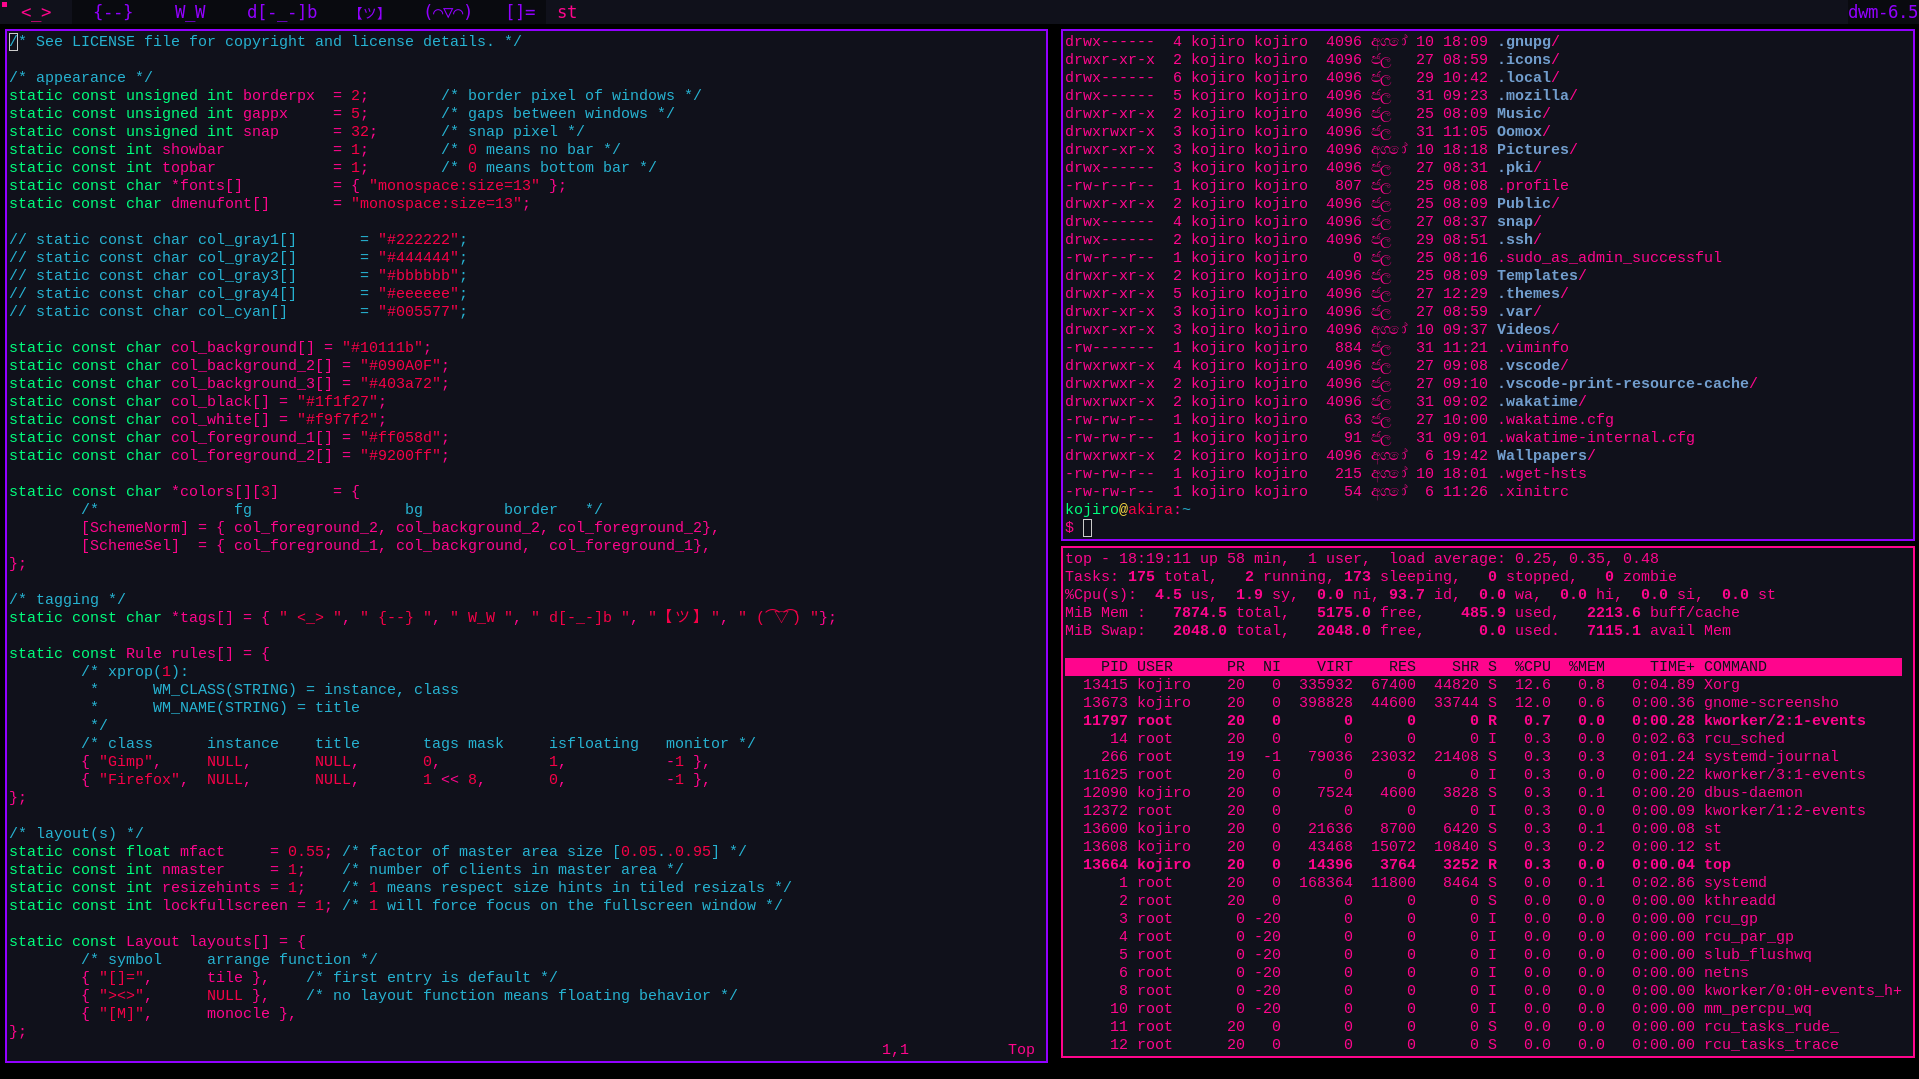 <_> {--} W_W d[-_-]b 【ツ】 (⌒▽⌒) []= st dwm-6.5
/* See LICENSE file for copyright and license details. */
/* appearance */
static const unsigned int borderpx  = 2;        /* border pixel of windows */
static const unsigned int gappx     = 5;        /* gaps between windows */
static const unsigned int snap      = 32;       /* snap pixel */
static const int showbar            = 1;        /* 0 means no bar */
static const int topbar             = 1;        /* 0 means bottom bar */
static const char *fonts[]          = { "monospace:size=13" };
static const char dmenufont[]       = "monospace:size=13";
// static const char col_gray1[]       = "#222222";
// static const char col_gray2[]       = "#444444";
// static const char col_gray3[]       = "#bbbbbb";
// static const char col_gray4[]       = "#eeeeee";
// static const char col_cyan[]        = "#005577";
static const char col_background[] = "#10111b";
static const char col_background_2[] = "#090A0F";
static const char col_background_3[] = "#403a72";
static const char col_black[] = "#1f1f27";
static const char col_white[] = "#f9f7f2";
static const char col_foreground_1[] = "#ff058d";
static const char col_foreground_2[] = "#9200ff";
static const char *colors[][3]      = {
/*               fg                 bg         border   */
[SchemeNorm] = { col_foreground_2, col_background_2, col_foreground_2},
[SchemeSel]  = { col_foreground_1, col_background,  col_foreground_1},
};
/* tagging */
static const char *tags[] = { " <_> ", " {--} ", " W_W ", " d[-_-]b ", "【ツ】", " (⌒▽⌒) "};
static const Rule rules[] = {
/* xprop(1):
*      WM_CLASS(STRING) = instance, class
*      WM_NAME(STRING) = title
*/
/* class      instance    title       tags mask     isfloating   monitor */
{ "Gimp",     NULL,       NULL,       0,            1,           -1 },
{ "Firefox",  NULL,       NULL,       1 << 8,       0,           -1 },
};
/* layout(s) */
static const float mfact     = 0.55; /* factor of master area size [0.05..0.95] */
static const int nmaster     = 1;    /* number of clients in master area */
static const int resizehints = 1;    /* 1 means respect size hints in tiled resizals */
static const int lockfullscreen = 1; /* 1 will force focus on the fullscreen window */
static const Layout layouts[] = {
/* symbol     arrange function */
{ "[]=",      tile },    /* first entry is default */
{ "><>",      NULL },    /* no layout function means floating behavior */
{ "[M]",      monocle },
};
1,1           Top
drwx------  4 kojiro kojiro  4096 අගෝ 10 18:09 .gnupg/
drwxr-xr-x  2 kojiro kojiro  4096 ජූල   27 08:59 .icons/
drwx------  6 kojiro kojiro  4096 ජූල   29 10:42 .local/
drwx------  5 kojiro kojiro  4096 ජූල   31 09:23 .mozilla/
drwxr-xr-x  2 kojiro kojiro  4096 ජූල   25 08:09 Music/
drwxrwxr-x  3 kojiro kojiro  4096 ජූල   31 11:05 Oomox/
drwxr-xr-x  3 kojiro kojiro  4096 අගෝ 10 18:18 Pictures/
drwx------  3 kojiro kojiro  4096 ජූල   27 08:31 .pki/
-rw-r--r--  1 kojiro kojiro   807 ජූල   25 08:08 .profile
drwxr-xr-x  2 kojiro kojiro  4096 ජූල   25 08:09 Public/
drwx------  4 kojiro kojiro  4096 ජූල   27 08:37 snap/
drwx------  2 kojiro kojiro  4096 ජූල   29 08:51 .ssh/
-rw-r--r--  1 kojiro kojiro     0 ජූල   25 08:16 .sudo_as_admin_successful
drwxr-xr-x  2 kojiro kojiro  4096 ජූල   25 08:09 Templates/
drwxr-xr-x  5 kojiro kojiro  4096 ජූල   27 12:29 .themes/
drwxr-xr-x  3 kojiro kojiro  4096 ජූල   27 08:59 .var/
drwxr-xr-x  3 kojiro kojiro  4096 අගෝ 10 09:37 Videos/
-rw-------  1 kojiro kojiro   884 ජූල   31 11:21 .viminfo
drwxrwxr-x  4 kojiro kojiro  4096 ජූල   27 09:08 .vscode/
drwxrwxr-x  2 kojiro kojiro  4096 ජූල   27 09:10 .vscode-print-resource-cache/
drwxrwxr-x  2 kojiro kojiro  4096 ජූල   31 09:02 .wakatime/
-rw-rw-r--  1 kojiro kojiro    63 ජූල   27 10:00 .wakatime.cfg
-rw-rw-r--  1 kojiro kojiro    91 ජූල   31 09:01 .wakatime-internal.cfg
drwxrwxr-x  2 kojiro kojiro  4096 අගෝ  6 19:42 Wallpapers/
-rw-rw-r--  1 kojiro kojiro   215 අගෝ 10 18:01 .wget-hsts
-rw-rw-r--  1 kojiro kojiro    54 අගෝ  6 11:26 .xinitrc
kojiro@akira:~
$
top - 18:19:11 up 58 min,  1 user,  load average: 0.25, 0.35, 0.48
Tasks: 175 total,   2 running, 173 sleeping,   0 stopped,   0 zombie
%Cpu(s):  4.5 us,  1.9 sy,  0.0 ni, 93.7 id,  0.0 wa,  0.0 hi,  0.0 si,  0.0 st
MiB Mem :   7874.5 total,   5175.0 free,    485.9 used,   2213.6 buff/cache
MiB Swap:   2048.0 total,   2048.0 free,      0.0 used.   7115.1 avail Mem
PID USER      PR  NI    VIRT    RES    SHR S  %CPU  %MEM     TIME+ COMMAND
13415 kojiro    20   0  335932  67400  44820 S  12.6   0.8   0:04.89 Xorg
13673 kojiro    20   0  398828  44600  33744 S  12.0   0.6   0:00.36 gnome-screensho
11797 root      20   0       0      0      0 R   0.7   0.0   0:00.28 kworker/2:1-events
14 root      20   0       0      0      0 I   0.3   0.0   0:02.63 rcu_sched
266 root      19  -1   79036  23032  21408 S   0.3   0.3   0:01.24 systemd-journal
11625 root      20   0       0      0      0 I   0.3   0.0   0:00.22 kworker/3:1-events
12090 kojiro    20   0    7524   4600   3828 S   0.3   0.1   0:00.20 dbus-daemon
12372 root      20   0       0      0      0 I   0.3   0.0   0:00.09 kworker/1:2-events
13600 kojiro    20   0   21636   8700   6420 S   0.3   0.1   0:00.08 st
13608 kojiro    20   0   43468  15072  10840 S   0.3   0.2   0:00.12 st
13664 kojiro    20   0   14396   3764   3252 R   0.3   0.0   0:00.04 top
1 root      20   0  168364  11800   8464 S   0.0   0.1   0:02.86 systemd
2 root      20   0       0      0      0 S   0.0   0.0   0:00.00 kthreadd
3 root       0 -20       0      0      0 I   0.0   0.0   0:00.00 rcu_gp
4 root       0 -20       0      0      0 I   0.0   0.0   0:00.00 rcu_par_gp
5 root       0 -20       0      0      0 I   0.0   0.0   0:00.00 slub_flushwq
6 root       0 -20       0      0      0 I   0.0   0.0   0:00.00 netns
8 root       0 -20       0      0      0 I   0.0   0.0   0:00.00 kworker/0:0H-events_h+
10 root       0 -20       0      0      0 I   0.0   0.0   0:00.00 mm_percpu_wq
11 root      20   0       0      0      0 S   0.0   0.0   0:00.00 rcu_tasks_rude_
12 root      20   0       0      0      0 S   0.0   0.0   0:00.00 rcu_tasks_trace